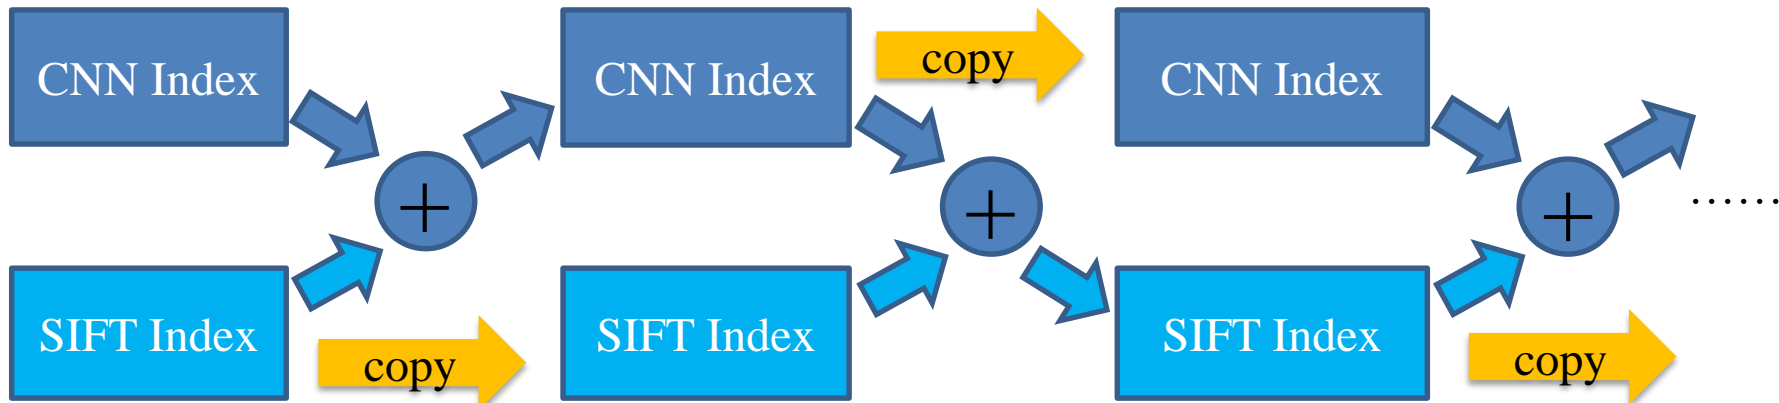 CNN Index
CNN Index
copy
CNN Index
+
+
+
......
SIFT Index
copy
SIFT Index
SIFT Index
copy